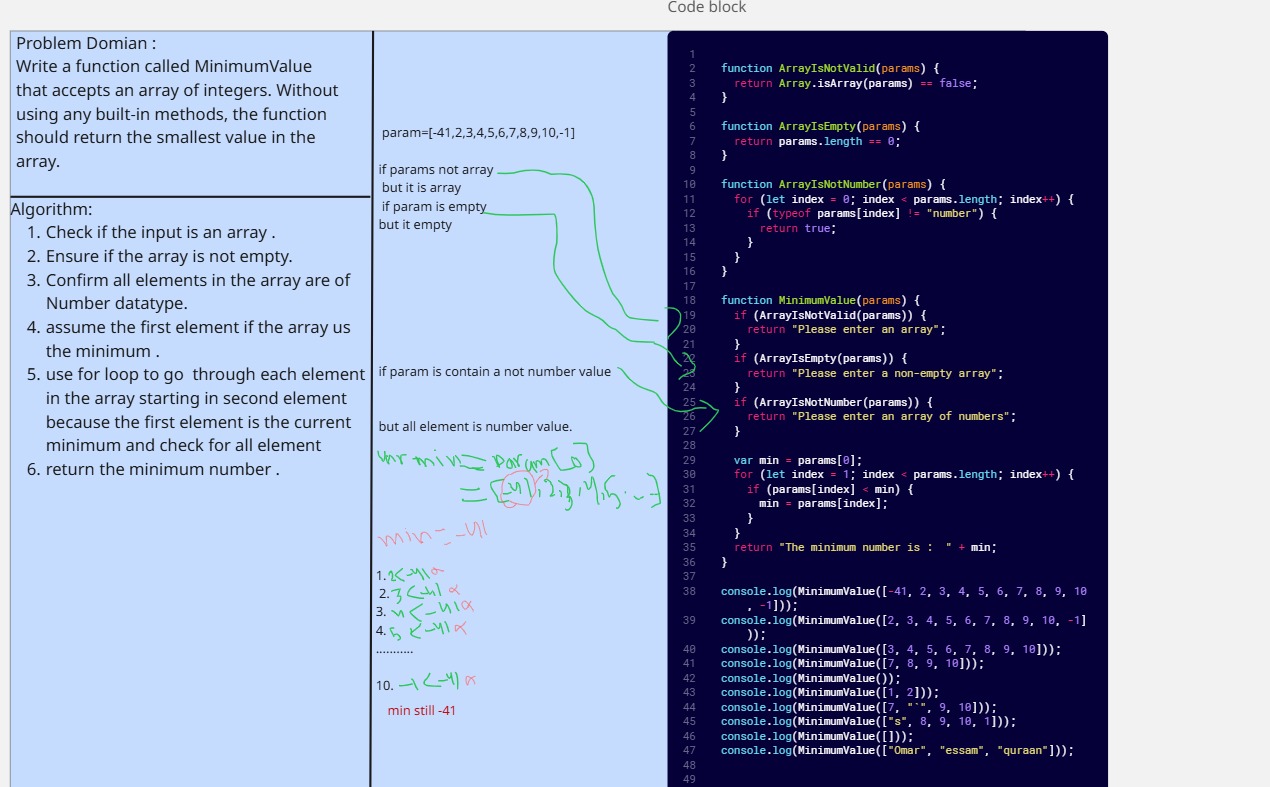 Code block
Problem Domian :
Write a function called MinimumValue
that accepts an array of integers. Without
using any built-in methods, the function
should return the smallest value in the
array.
Algorithm:
1. Check if the input is an array .
2. Ensure if the array is not empty.
3. Confirm all elements in the array are of
Number datatype.
4. assume the first element if the array us
the minimum .
5. use for loop to go  through each element
in the array starting in second element
because the first element is the current
minimum and check for all element
6. return the minimum number .
param=[-41,2,3,4,5,6,7,8,9,10,-1]
if params not array
but it is array
if param is empty
but it empty
if param is contain a not number value
but all element is number value.
var min = param[0]
= [-41,2,3,4,5, ..]
min = -41
1. 2 < -41 x
2. 3 < -41 x
3. 4 < -41 x
4. 5 < -41 x
...........
10. -1 < -41 x
min still -41
1
2 function ArrayIsNotValid(params) {
3 return Array.isArray(params) == false;
4 }
5
6 function ArrayIsEmpty(params) {
7 return params.length == 0;
8 }
9
10 function ArrayIsNotNumber(params) {
11 for (let index = 0; index < params.length; index++) {
12 if (typeof params[index] != "number") {
13 return true;
14 }
15 }
16 }
17
18 function MinimumValue(params) {
19 if (ArrayIsNotValid(params)) {
20 return "Please enter an array";
21 }
22 if (ArrayIsEmpty(params)) {
23 return "Please enter a non-empty array";
24 }
25 if (ArrayIsNotNumber(params)) {
26 return "Please enter an array of numbers";
27 }
28
29 var min = params[0];
30 for (let index = 1; index < params.length; index++) {
31 if (params[index] < min) {
32 min = params[index];
33 }
34 }
35 return "The minimum number is :  " + min;
36 }
37
38 console.log(MinimumValue([-41, 2, 3, 4, 5, 6, 7, 8, 9, 10
, -1]));
39 console.log(MinimumValue([2, 3, 4, 5, 6, 7, 8, 9, 10, -1]
));
40 console.log(MinimumValue([3, 4, 5, 6, 7, 8, 9, 10]));
41 console.log(MinimumValue([7, 8, 9, 10]));
42 console.log(MinimumValue());
43 console.log(MinimumValue([1, 2]));
44 console.log(MinimumValue([7, "`", 9, 10]));
45 console.log(MinimumValue(["s", 8, 9, 10, 1]));
46 console.log(MinimumValue([]));
47 console.log(MinimumValue(["Omar", "essam", "quraan"]));
48
49